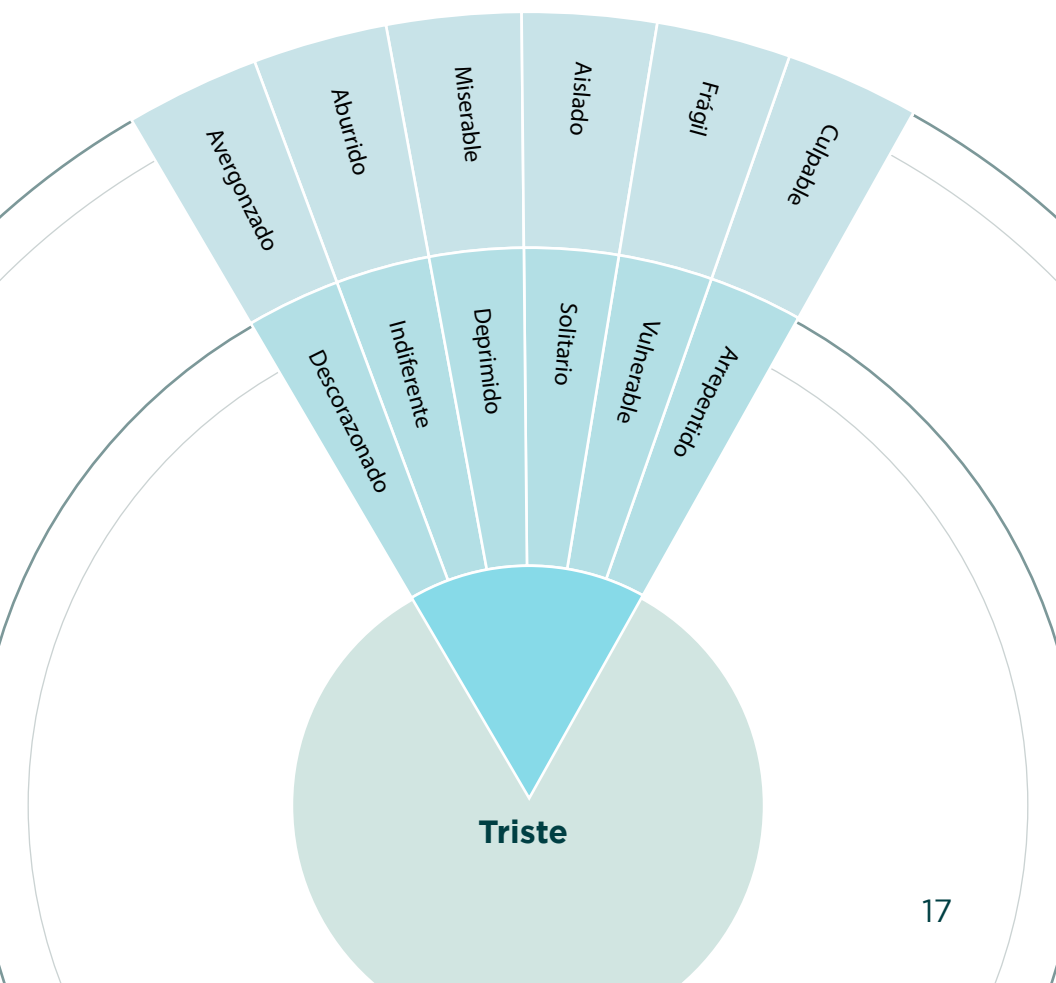 Avergonzado
Aburrido
Miserable
Aislado
Frágil
Culpable
Descorazonado
Indiferente
Deprimido
Solitario
Vulnerable
Arrepentido
Triste
17